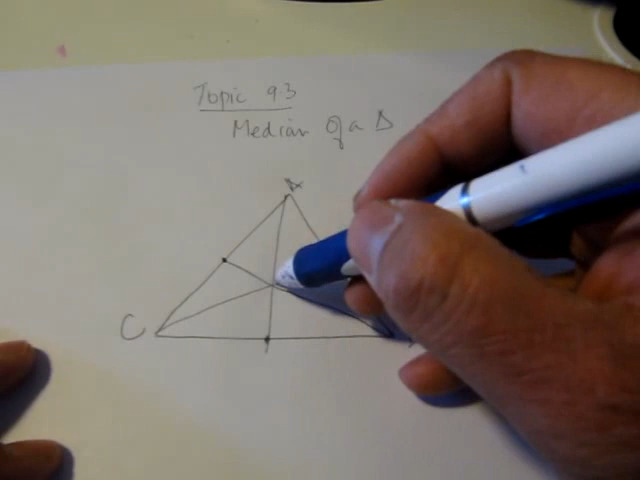 Topic 9.3
Median of a Δ
A
C